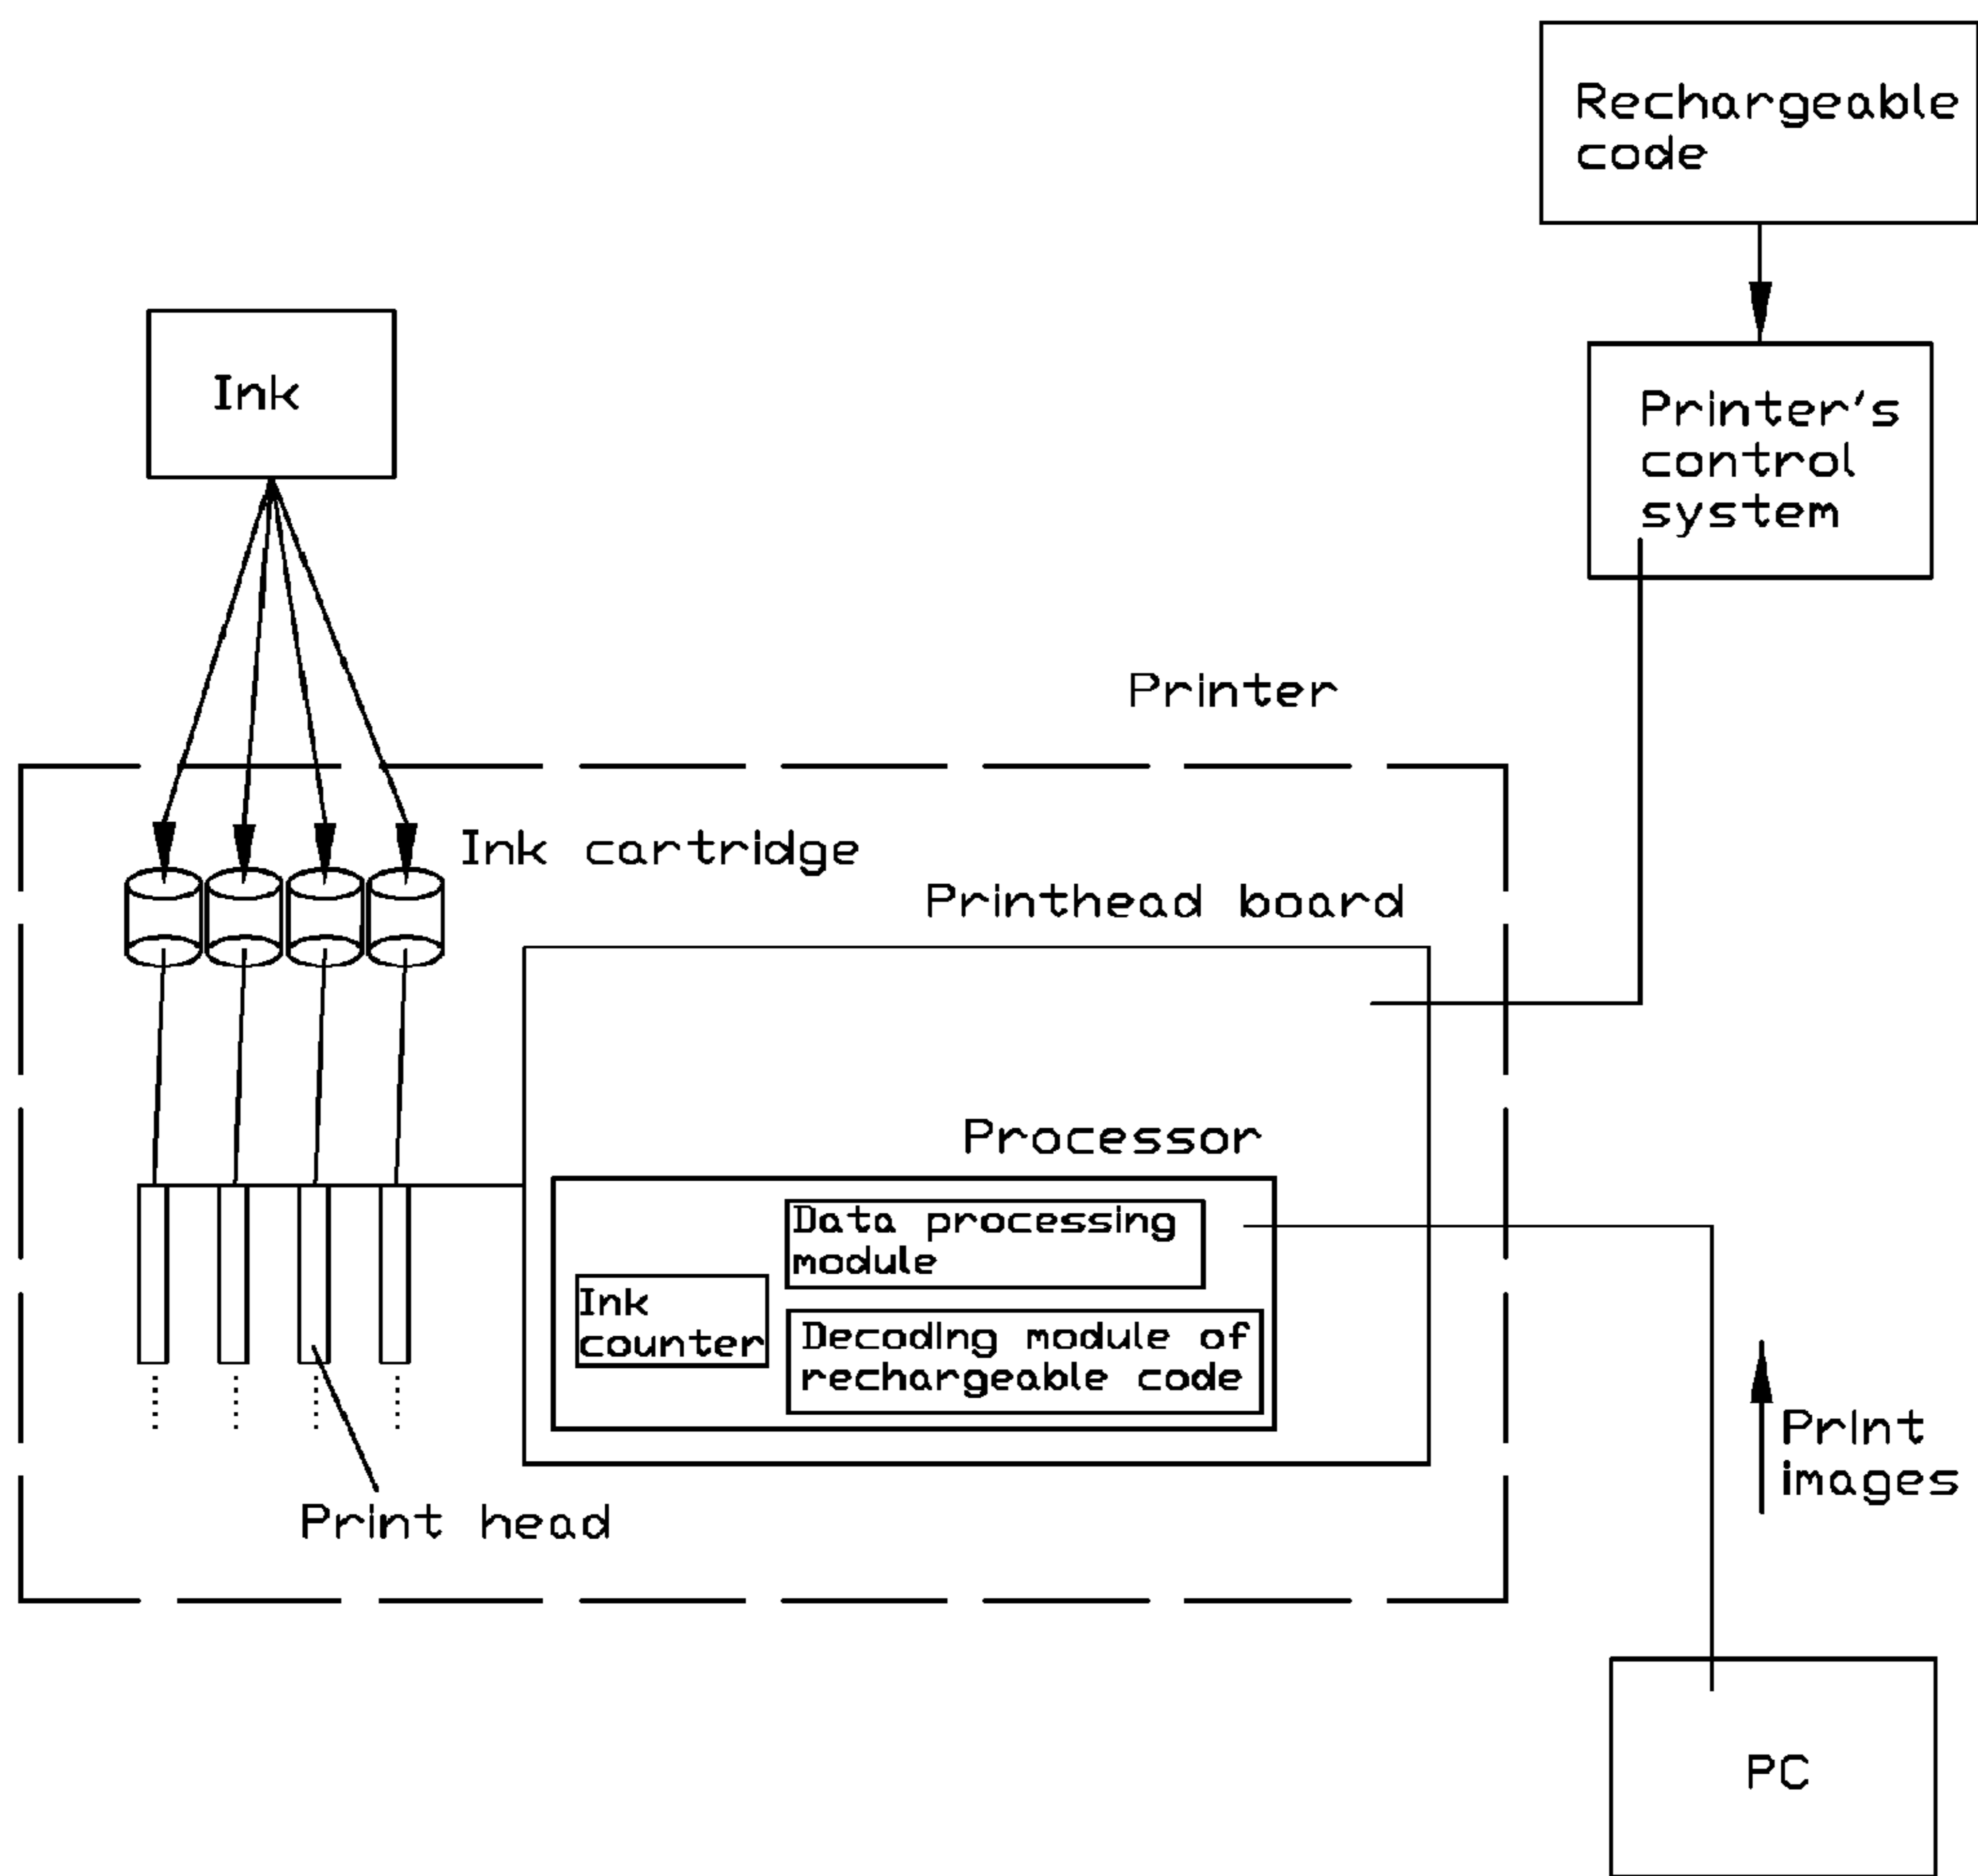 Rechargeable
code
Ink
Printer's
control
system
Printer
Ink cartridge
Printhead board
Processor
Data processing
module
Ink
counter
Decoding module of
rechargeable code
Print
images
Print head
PC